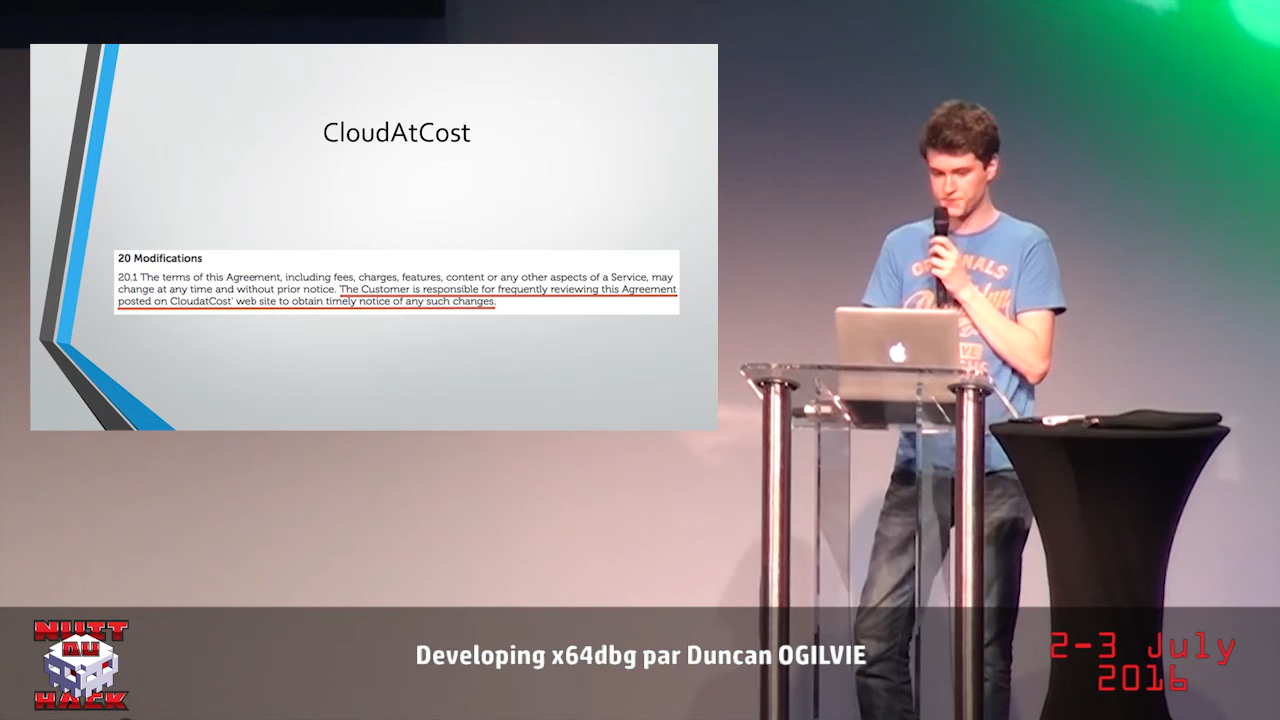 CloudAtCost
20 Modifications
20.1 The terms of this Agreement, including fees, charges, features, content or any other aspects of a Service, may
change at any time and without prior notice. The Customer is responsible for frequently reviewing this Agreement
posted on CloudatCost' web site to obtain timely notice of any such changes.
NUIT
DU
HACK
Developing x64dbg par Duncan OGILVIE
2-3 July
2016